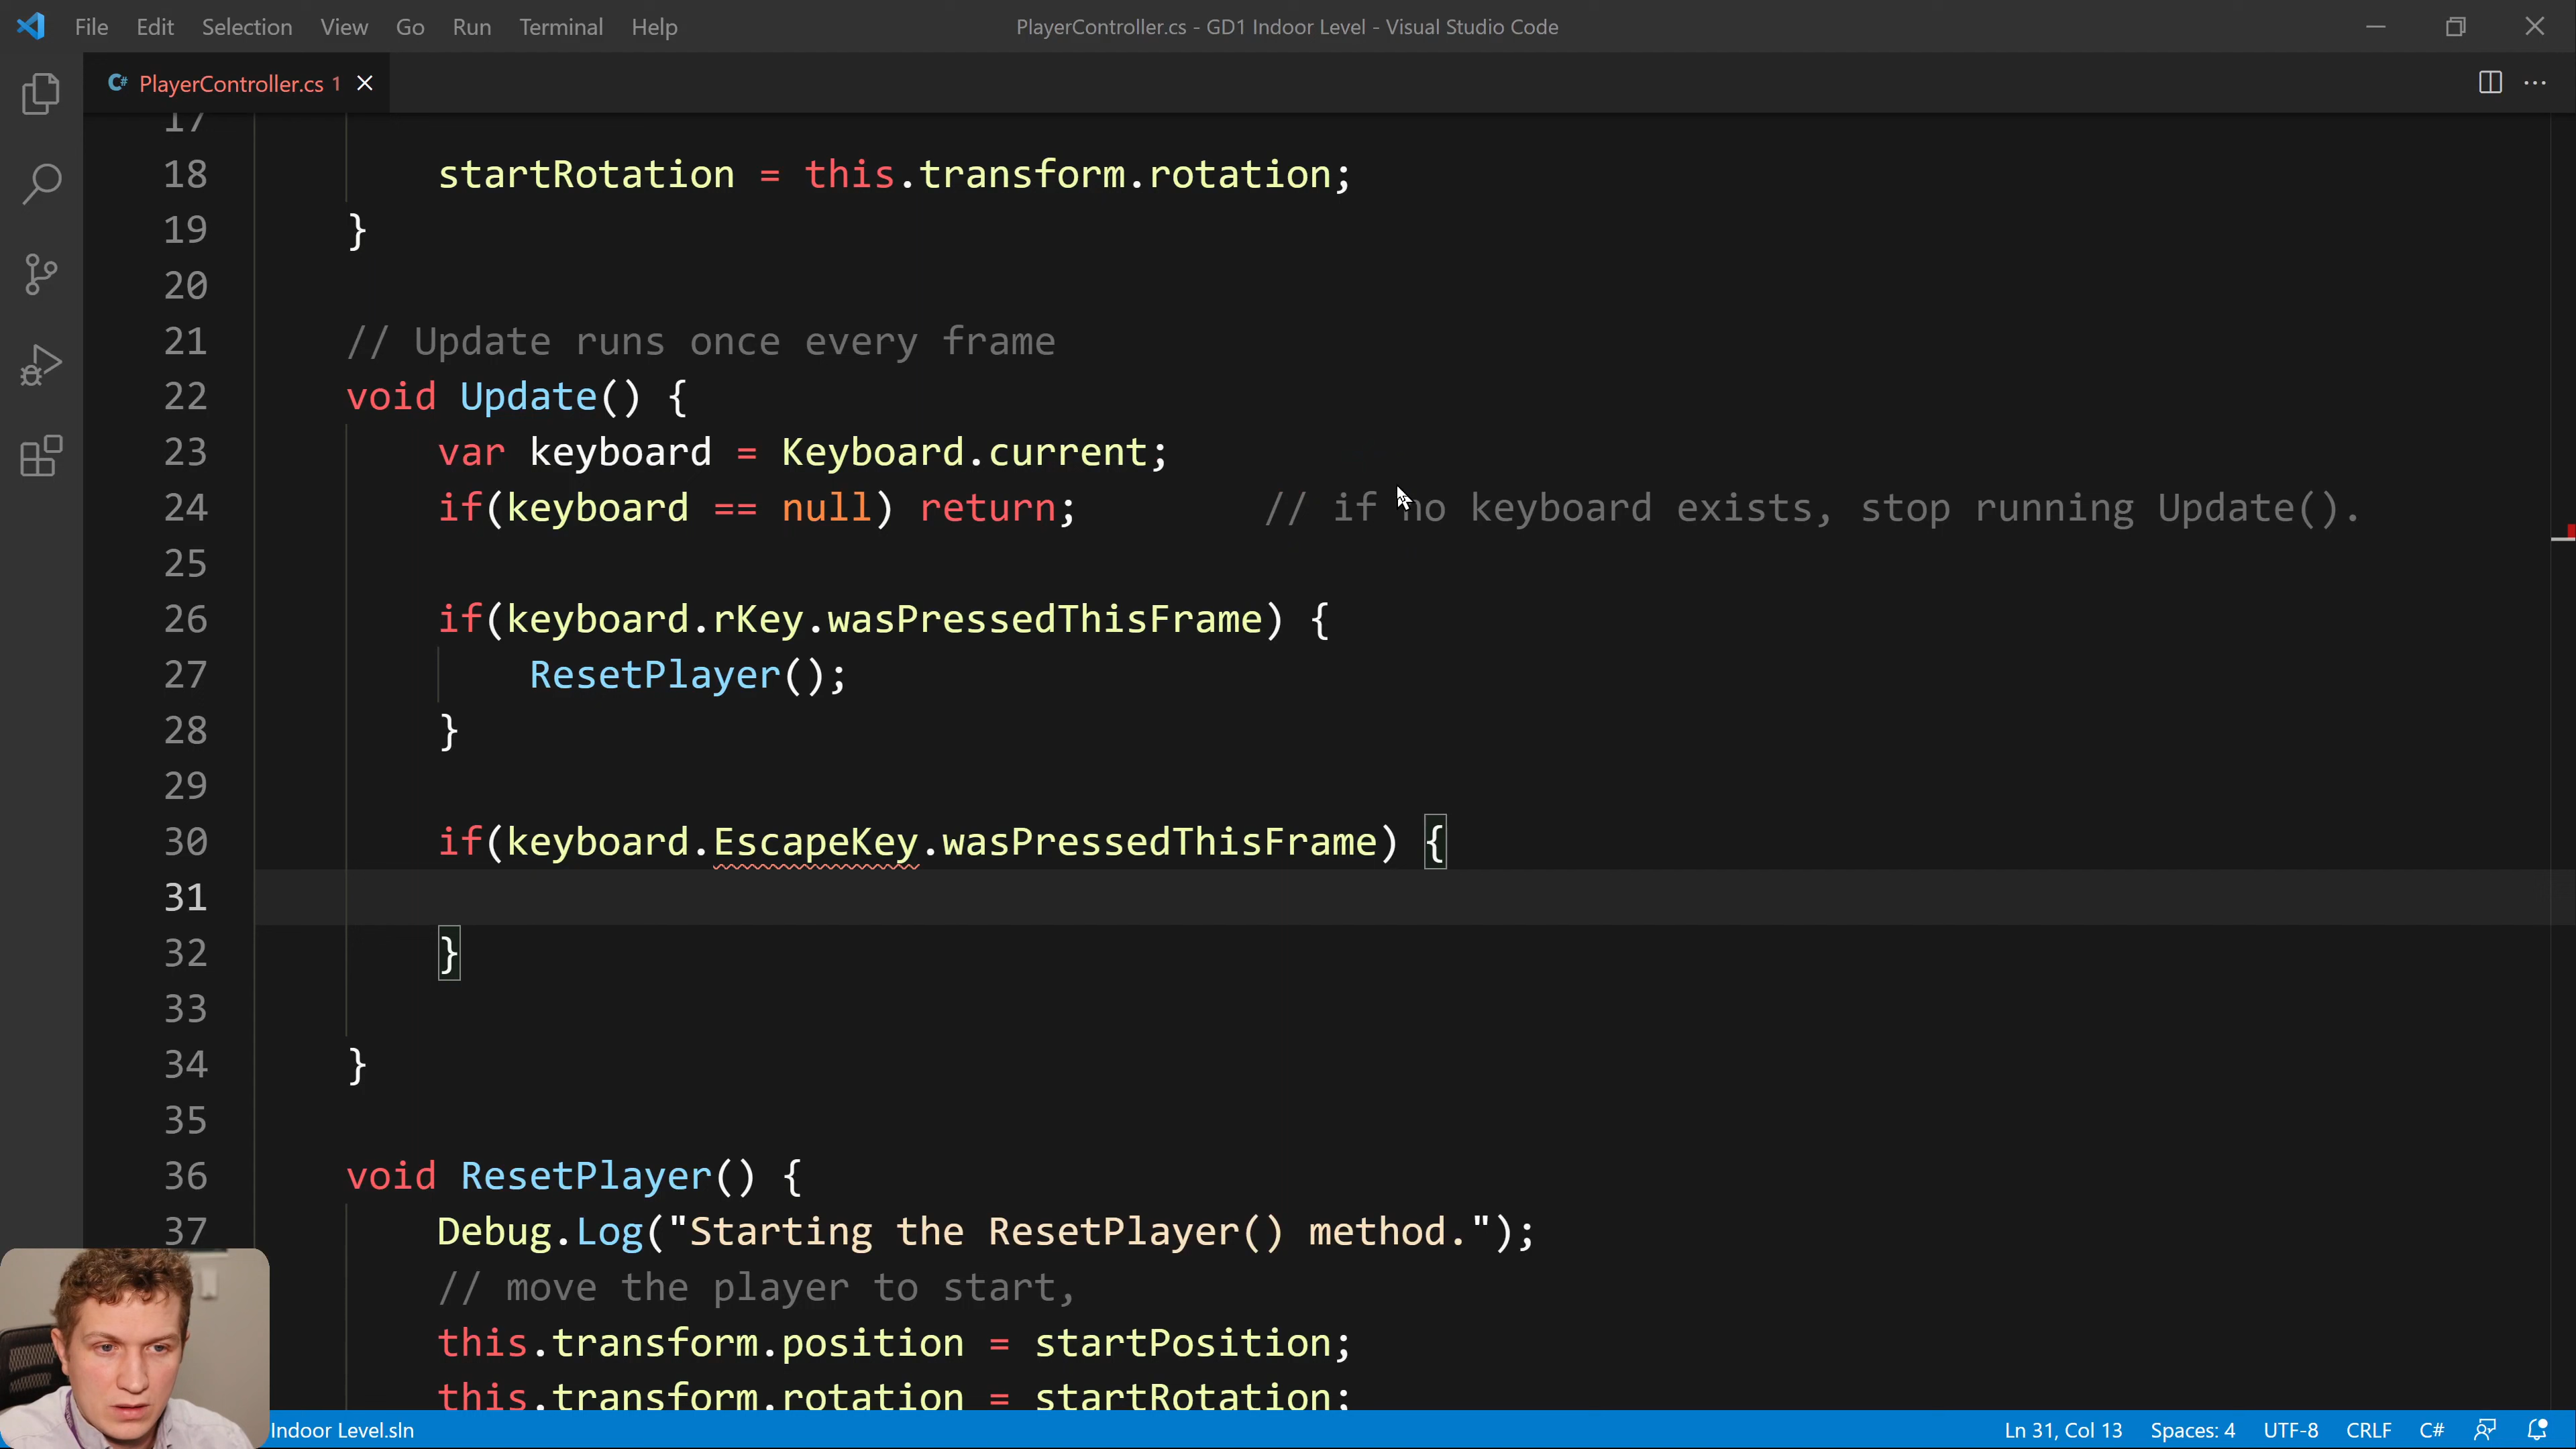 File Edit Selection View Go Run Terminal Help PlayerController.cs - GD1 Indoor Level - Visual Studio Code
C# PlayerController.cs 1
17
18 startRotation = this.transform.rotation;
19 }
20
21 // Update runs once every frame
22 void Update() {
23 var keyboard = Keyboard.current;
24 if(keyboard == null) return; // if no keyboard exists, stop running Update().
25
26 if(keyboard.rKey.wasPressedThisFrame) {
27 ResetPlayer();
28 }
29
30 if(keyboard.EscapeKey.wasPressedThisFrame) {
31
32 }
33
34 }
35
36 void ResetPlayer() {
37 Debug.Log("Starting the ResetPlayer() method.");
// move the player to start,
this.transform.position = startPosition;
this.transform.rotation = startRotation;
Indoor Level.sln Ln 31, Col 13 Spaces: 4 UTF-8 CRLF C#